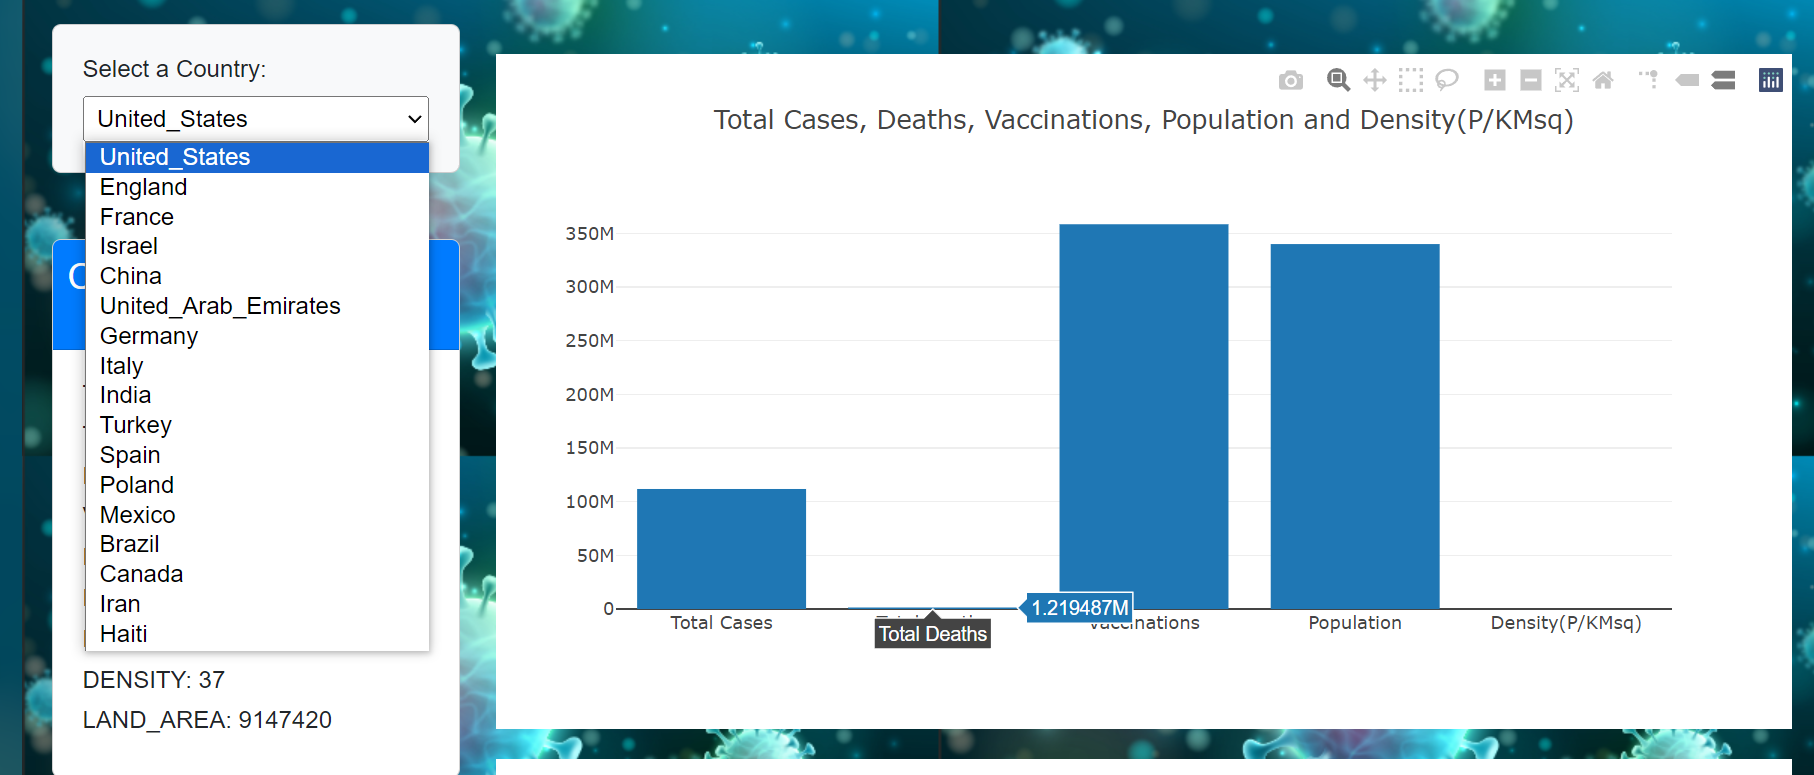 Select a Country:
United_States
United_States
England
France
Israel
China
United_Arab_Emirates
Germany
Italy
India
Turkey
Spain
Poland
Mexico
Brazil
Canada
Iran
Haiti
DENSITY: 37
LAND_AREA: 9147420
Total Cases, Deaths, Vaccinations, Population and Density(P/KMsq)
350M
300M
250M
200M
150M
100M
50M
0
1.219487M
Total Cases
Vaccinations
Population
Density(P/KMsq)
Total Deaths